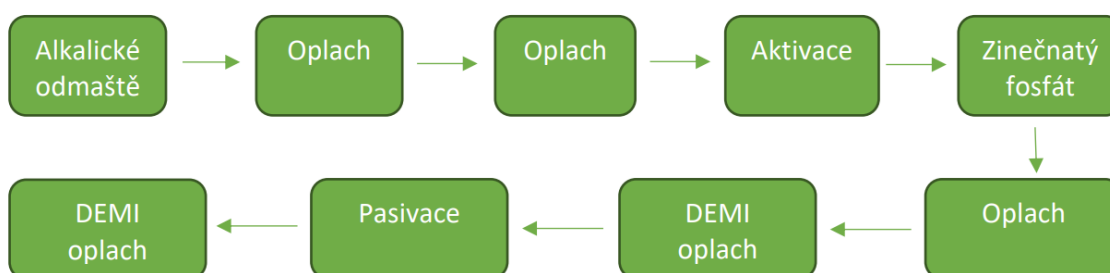 Alkalické
odmaště
Oplach
Oplach
Aktivace
Zinečnatý
fosfát
Oplach
DEMI
oplach
Pasivace
DEMI
oplach